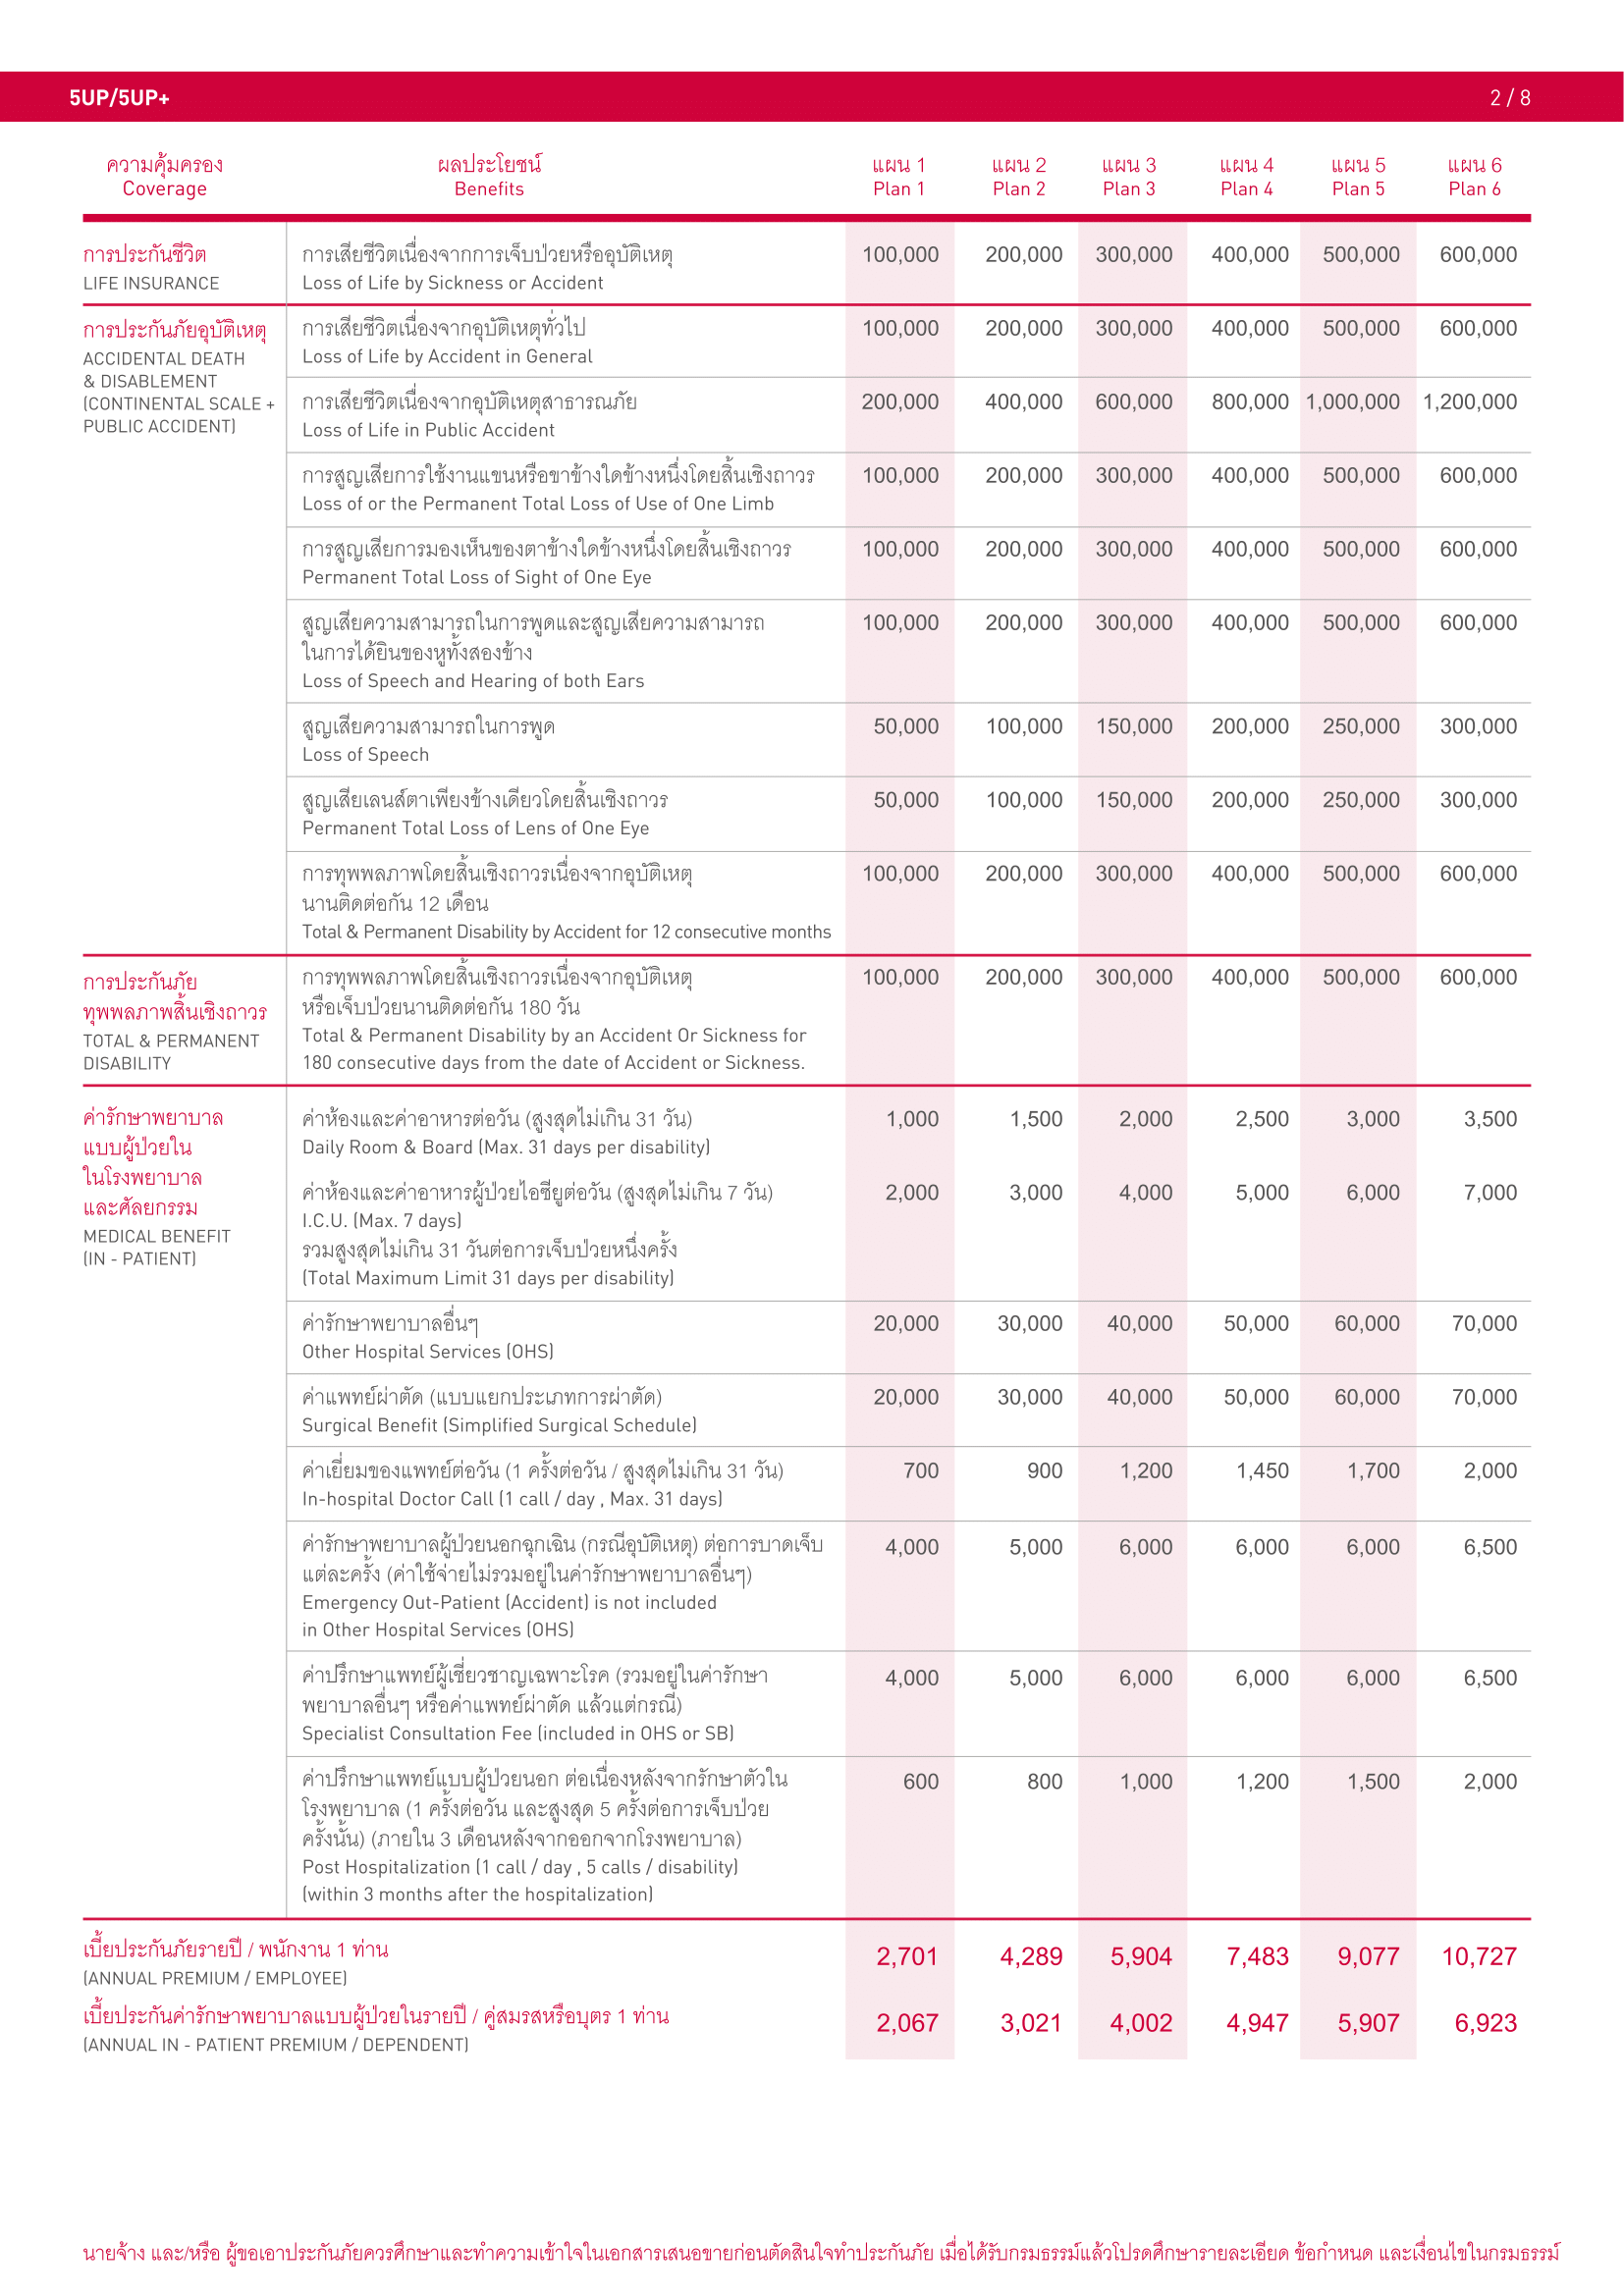 5UP/5UP+ 2 / 8
ความคุ้มครอง ผลประโยชน์ แผน 1 แผน 2 แผน 3 แผน 4 แผน 5 แผน 6
Coverage Benefits Plan 1 Plan 2 Plan 3 Plan 4 Plan 5 Plan 6
การประกันชีวิต การเสียชีวิตเนื่องจากการเจ็บป่วยหรืออุบัติเหตุ 100,000 200,000 300,000 400,000 500,000 600,000
LIFE INSURANCE Loss of Life by Sickness or Accident
การประกันภัยอุบัติเหตุ การเสียชีวิตเนื่องจากอุบัติเหตุทั่วไป 100,000 200,000 300,000 400,000 500,000 600,000
ACCIDENTAL DEATH Loss of Life by Accident in General
& DISABLEMENT
(CONTINENTAL SCALE + การเสียชีวิตเนื่องจากอุบัติเหตุสาธารณภัย 200,000 400,000 600,000 800,000 1,000,000 1,200,000
PUBLIC ACCIDENT) Loss of Life in Public Accident
การสูญเสียการใช้งานแขนหรือขาข้างใดข้างหนึ่งโดยสิ้นเชิงถาวร 100,000 200,000 300,000 400,000 500,000 600,000
Loss of or the Permanent Total Loss of Use of One Limb
การสูญเสียการมองเห็นของตาข้างใดข้างหนึ่งโดยสิ้นเชิงถาวร 100,000 200,000 300,000 400,000 500,000 600,000
Permanent Total Loss of Sight of One Eye
สูญเสียความสามารถในการพูดและสูญเสียความสามารถ 100,000 200,000 300,000 400,000 500,000 600,000
ในการได้ยินของหูทั้งสองข้าง
Loss of Speech and Hearing of both Ears
สูญเสียความสามารถในการพูด 50,000 100,000 150,000 200,000 250,000 300,000
Loss of Speech
สูญเสียเลนส์ตาเพียงข้างเดียวโดยสิ้นเชิงถาวร 50,000 100,000 150,000 200,000 250,000 300,000
Permanent Total Loss of Lens of One Eye
การทุพพลภาพโดยสิ้นเชิงถาวรเนื่องจากอุบัติเหตุ 100,000 200,000 300,000 400,000 500,000 600,000
นานติดต่อกัน 12 เดือน
Total & Permanent Disability by Accident for 12 consecutive months
การประกันภัย การทุพพลภาพโดยสิ้นเชิงถาวรเนื่องจากอุบัติเหตุ 100,000 200,000 300,000 400,000 500,000 600,000
ทุพพลภาพสิ้นเชิงถาวร หรือเจ็บป่วยนานติดต่อกัน 180 วัน
TOTAL & PERMANENT Total & Permanent Disability by an Accident Or Sickness for
DISABILITY 180 consecutive days from the date of Accident or Sickness.
ค่ารักษาพยาบาล ค่าห้องและค่าอาหารต่อวัน (สูงสุดไม่เกิน 31 วัน) 1,000 1,500 2,000 2,500 3,000 3,500
แบบผู้ป่วยใน Daily Room & Board (Max. 31 days per disability)
ในโรงพยาบาล ค่าห้องและค่าอาหารผู้ป่วยไอซียูต่อวัน (สูงสุดไม่เกิน 7 วัน) 2,000 3,000 4,000 5,000 6,000 7,000
และศัลยกรรม I.C.U. (Max. 7 days)
MEDICAL BENEFIT รวมสูงสุดไม่เกิน 31 วันต่อการเจ็บป่วยหนึ่งครั้ง
(IN - PATIENT) (Total Maximum Limit 31 days per disability)
ค่ารักษาพยาบาลอื่นๆ 20,000 30,000 40,000 50,000 60,000 70,000
Other Hospital Services (OHS)
ค่าแพทย์ผ่าตัด (แบบแยกประเภทการผ่าตัด) 20,000 30,000 40,000 50,000 60,000 70,000
Surgical Benefit (Simplified Surgical Schedule)
ค่าเยี่ยมของแพทย์ต่อวัน (1 ครั้งต่อวัน / สูงสุดไม่เกิน 31 วัน) 700 900 1,200 1,450 1,700 2,000
In-hospital Doctor Call (1 call / day , Max. 31 days)
ค่ารักษาพยาบาลผู้ป่วยนอกฉุกเฉิน (กรณีอุบัติเหตุ) ต่อการบาดเจ็บ 4,000 5,000 6,000 6,000 6,000 6,500
แต่ละครั้ง (ค่าใช้จ่ายไม่รวมอยู่ในค่ารักษาพยาบาลอื่นๆ)
Emergency Out-Patient (Accident) is not included
in Other Hospital Services (OHS)
ค่าปรึกษาแพทย์ผู้เชี่ยวชาญเฉพาะโรค (รวมอยู่ในค่ารักษา 4,000 5,000 6,000 6,000 6,000 6,500
พยาบาลอื่นๆ หรือค่าแพทย์ผ่าตัด แล้วแต่กรณี)
Specialist Consultation Fee (included in OHS or SB)
ค่าปรึกษาแพทย์แบบผู้ป่วยนอก ต่อเนื่องหลังจากรักษาตัวใน 600 800 1,000 1,200 1,500 2,000
โรงพยาบาล (1 ครั้งต่อวัน และสูงสุด 5 ครั้งต่อการเจ็บป่วย
ครั้งนั้น) (ภายใน 3 เดือนหลังจากออกจากโรงพยาบาล)
Post Hospitalization (1 call / day , 5 calls / disability)
(within 3 months after the hospitalization)
เบี้ยประกันภัยรายปี / พนักงาน 1 ท่าน 2,701 4,289 5,904 7,483 9,077 10,727
(ANNUAL PREMIUM / EMPLOYEE)
เบี้ยประกันค่ารักษาพยาบาลแบบผู้ป่วยในรายปี / คู่สมรสหรือบุตร 1 ท่าน 2,067 3,021 4,002 4,947 5,907 6,923
(ANNUAL IN - PATIENT PREMIUM / DEPENDENT)
นายจ้าง และ/หรือ ผู้ขอเอาประกันภัยควรศึกษาและทำความเข้าใจในเอกสารเสนอขายก่อนตัดสินใจทำประกันภัย เมื่อได้รับกรมธรรม์แล้วโปรดศึกษารายละเอียด ข้อกำหนด และเงื่อนไขในกรมธรรม์